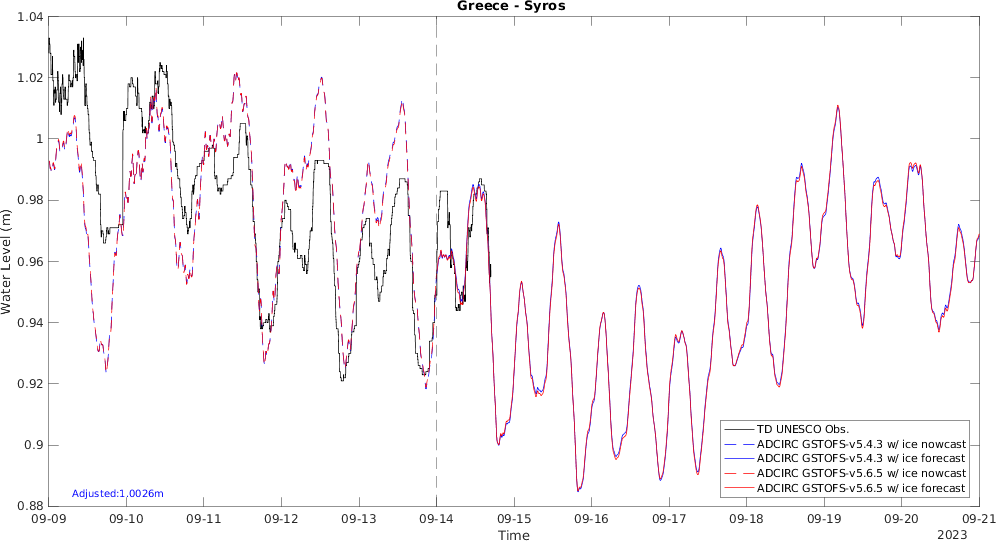 Greece - Syros
1.04
1.02
1
0.98
0.96
0.94
0.92
0.9
0.88
Water Level (m)
Adjusted:1.0026m
TD UNESCO Obs.
ADCIRC GSTOFS-v5.4.3 w/ ice nowcast
ADCIRC GSTOFS-v5.4.3 w/ ice forecast
ADCIRC GSTOFS-v5.6.5 w/ ice nowcast
ADCIRC GSTOFS-v5.6.5 w/ ice forecast
09-09 09-10 09-11 09-12 09-13 09-14 09-15 09-16 09-17 09-18 09-19 09-20 09-21
Time
2023